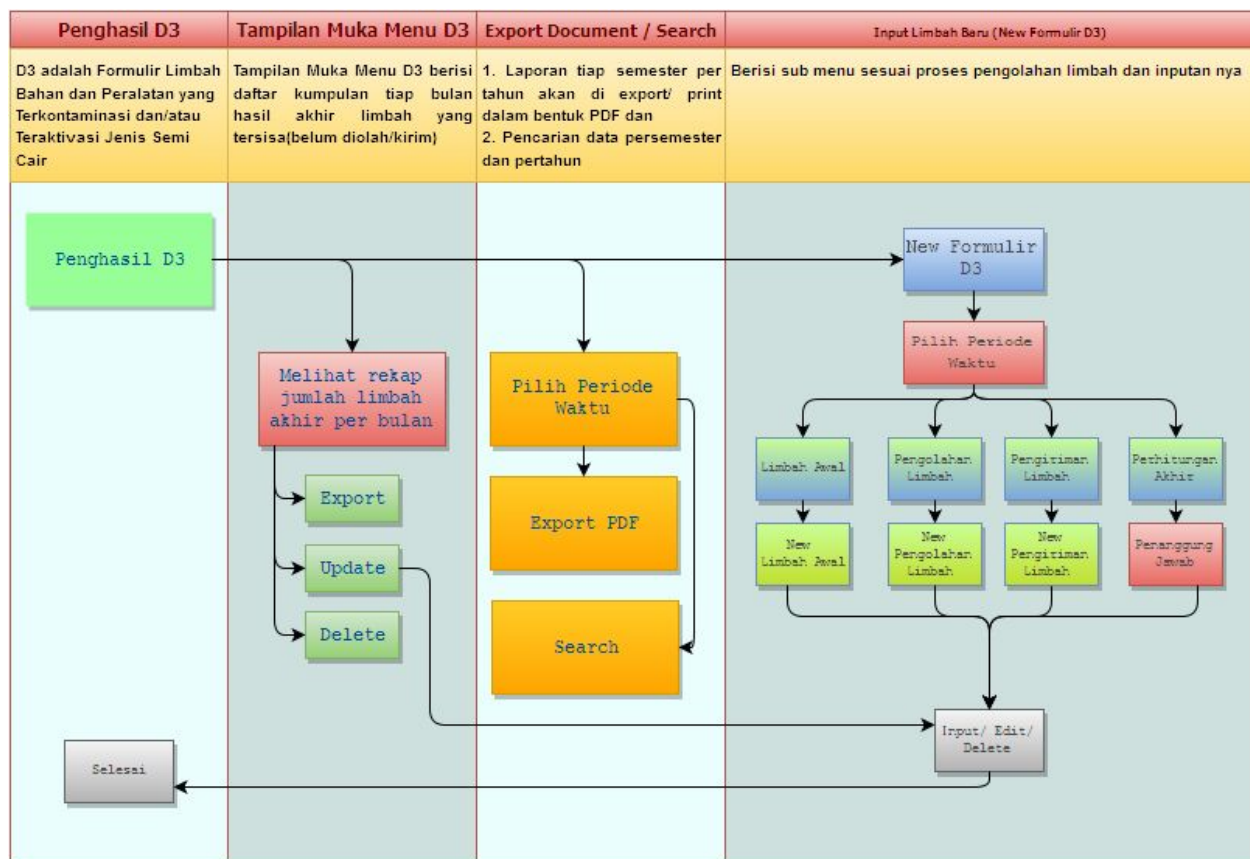 Penghasil D3
Tampilan Muka Menu D3
Export Document / Search
Input Limbah Baru (New Formulir D3)
D3 adalah Formulir Limbah
Bahan dan Peralatan yang
Terkontaminasi dan/atau
Teraktivasi Jenis Semi
Cair
Tampilan Muka Menu D3 berisi
daftar kumpulan tiap bulan
hasil akhir limbah yang
tersisa(belum diolah/kirim)
1. Laporan tiap semester per
tahun akan di export/ print
dalam bentuk PDF dan
2. Pencarian data persemester
dan pertahun
Berisi sub menu sesuai proses pengolahan limbah dan inputan nya
Penghasil D3
Melihat rekap
jumlah limbah
akhir per bulan
Export
Update
Delete
Pilih Periode
Waktu
Export PDF
Search
New Formulir
D3
Pilih Periode
Waktu
Limbah Awal
Pengolahan
Limbah
Pengiriman
Limbah
Perhitungan
Akhir
New
Limbah Awal
New
Pengolahan
Limbah
New
Pengiriman
Limbah
Penanggung
Jawab
Input/ Edit/
Delete
Selesai